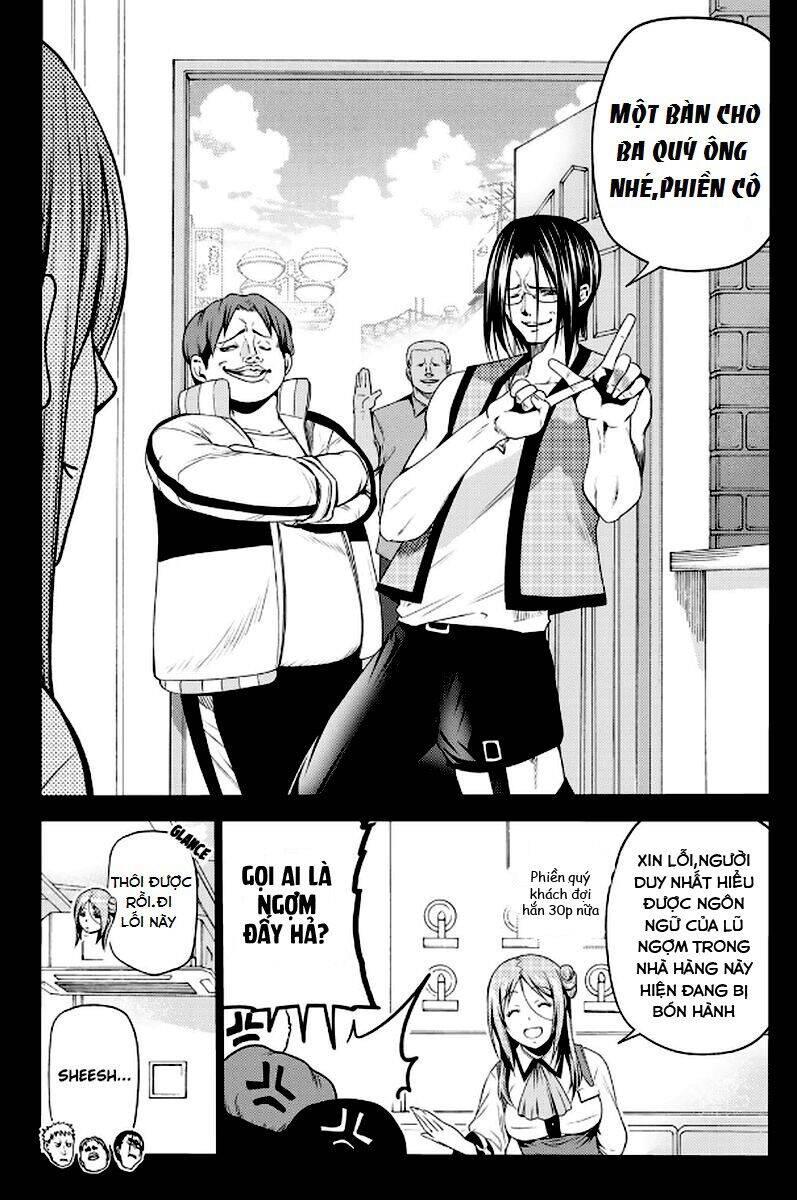 MỘT BÀN CHO
BA QUÝ ÔNG
NHÉ,PHIỀN CÔ
XIN LỖI,NGƯỜI
DUY NHẤT HIỂU
ĐƯỢC NGÔN
NGỮ CỦA LŨ
NGỢM TRONG
NHÀ HÀNG NÀY
HIỆN ĐANG BỊ
BÓN HÀNH
Phiền quý
khách đợi
hắn 30p nữa
GỌI AI LÀ
NGỢM
ĐẤY HẢ?
GLANCE
THÔI ĐƯỢC
RỒI.ĐI
LỐI NÀY
SHEESH...